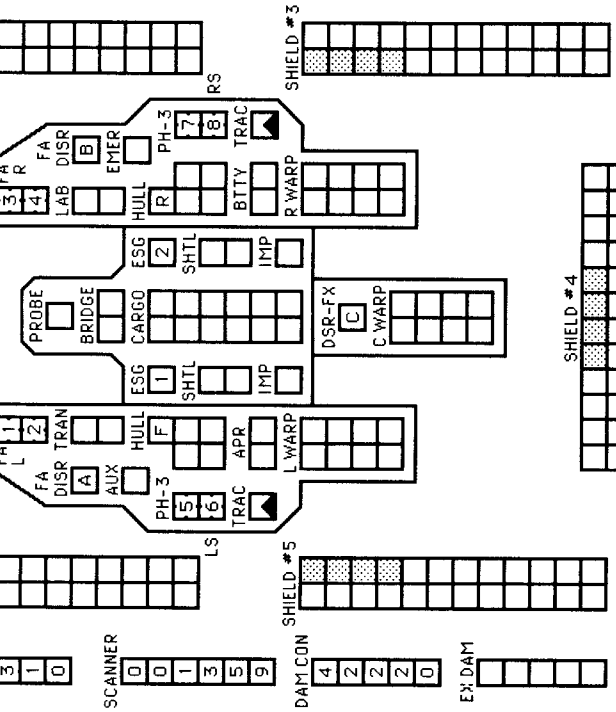 SHIELD #3
RS
FA
R
3
4
FA
DISR
B
LAB
EMER
PH-3
7
8
TRAC
HULL
R
BTTY
R WARP
ESG
2
SHTL
IMP
PROBE
BRIDGE
CARGO
DSR-FX
C
C WARP
SHIELD #4
ESG
1
SHTL
IMP
FA
L
1
2
TRAN
HULL
F
APR
L WARP
FA
DISR
A
AUX
PH-3
5
6
TRAC
LS
SHIELD #5
3
1
0
SCANNER
0
0
1
3
5
9
DAM CON
4
2
2
2
0
EX DAM